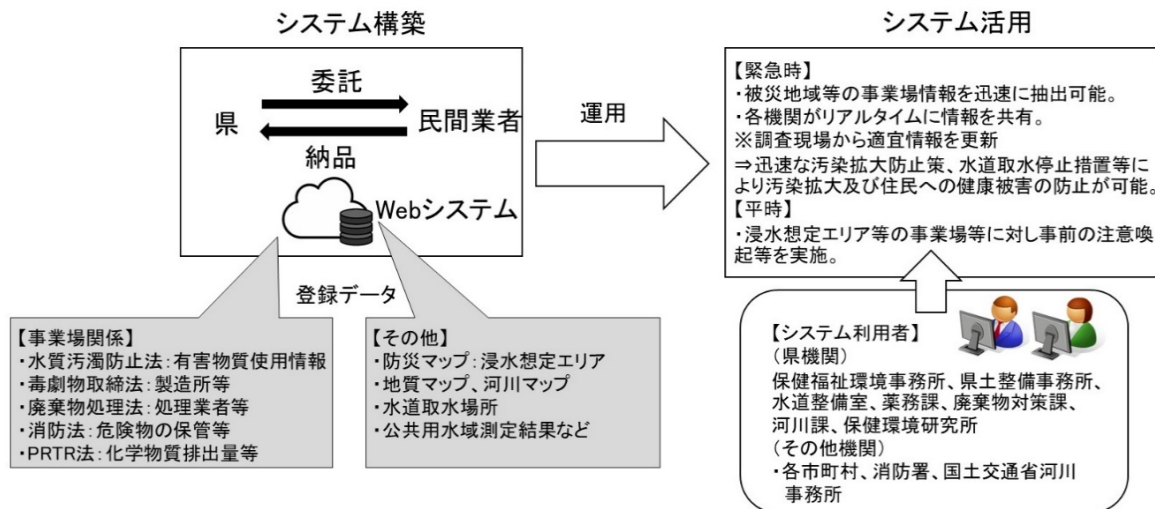 システム構築
委託
県
民間業者
納品
Webシステム
登録データ
【事業場関係】
・水質汚濁防止法:有害物質使用情報
・毒劇物取締法:製造所等
・廃棄物処理法:処理業者等
・消防法:危険物の保管等
・PRTR法:化学物質排出量等
【その他】
・防災マップ:浸水想定エリア
・地質マップ、河川マップ
・水道取水場所
・公共用水域測定結果など
運用
システム活用
【緊急時】
・被災地域等の事業場情報を迅速に抽出可能。
・各機関がリアルタイムに情報を共有。
※調査現場から適宜情報を更新
⇒迅速な汚染拡大防止策、水道取水停止措置等に
より汚染拡大及び住民への健康被害の防止が可能。
【平時】
・浸水想定エリア等の事業場等に対し事前の注意喚
起等を実施。
【システム利用者】
(県機関)
保健福祉環境事務所、県土整備事務所、
水道整備室、薬務課、廃棄物対策課、
河川課、保健環境研究所
(その他機関)
・各市町村、消防署、国土交通省河川
事務所